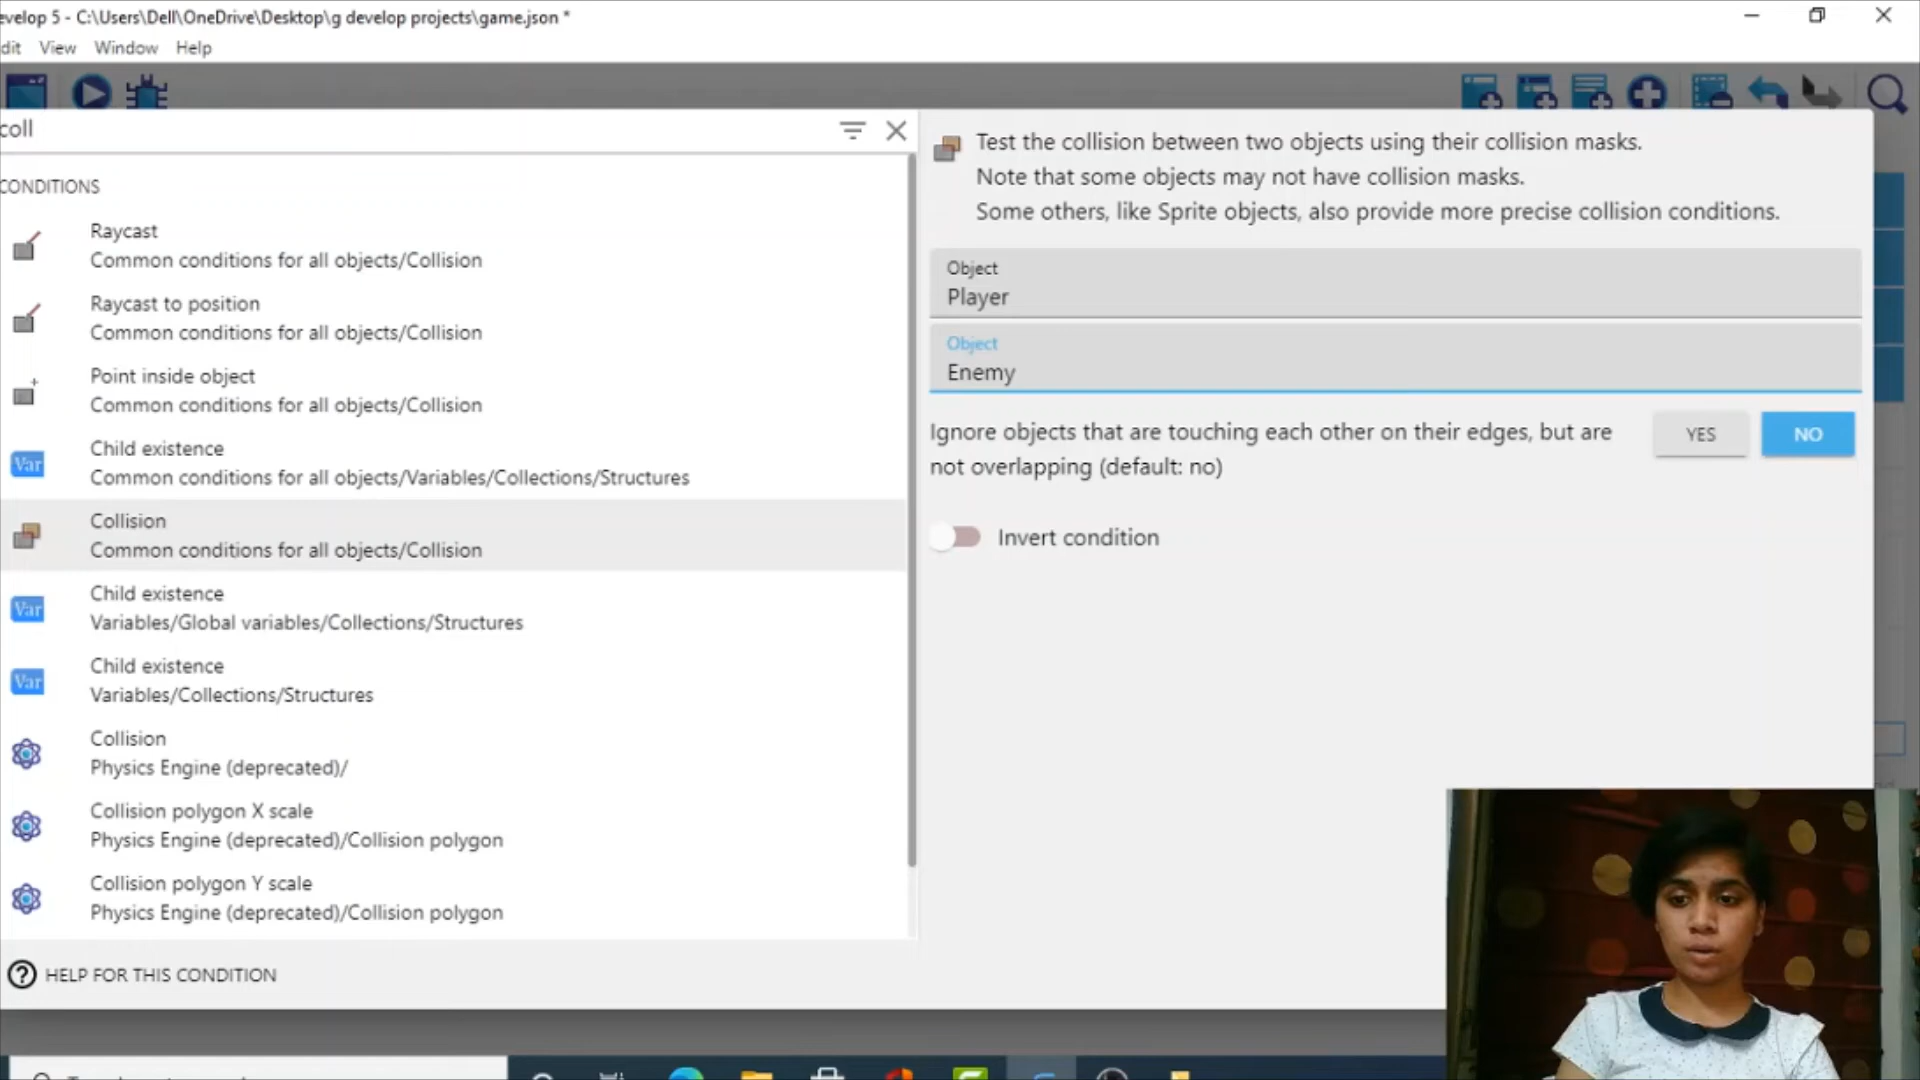 evelop 5 - C:\Users\Dell\OneDrive\Desktop\g develop projects\game.json *
dit View Window Help
coll
CONDITIONS
Raycast
Common conditions for all objects/Collision
Raycast to position
Common conditions for all objects/Collision
Point inside object
Common conditions for all objects/Collision
Var
Child existence
Common conditions for all objects/Variables/Collections/Structures
Collision
Common conditions for all objects/Collision
Var
Child existence
Variables/Global variables/Collections/Structures
Var
Child existence
Variables/Collections/Structures
Collision
Physics Engine (deprecated)/
Collision polygon X scale
Physics Engine (deprecated)/Collision polygon
Collision polygon Y scale
Physics Engine (deprecated)/Collision polygon
? HELP FOR THIS CONDITION
Test the collision between two objects using their collision masks.
Note that some objects may not have collision masks.
Some others, like Sprite objects, also provide more precise collision conditions.
Object
Player
Object
Enemy
Ignore objects that are touching each other on their edges, but are
not overlapping (default: no)
YES NO
Invert condition